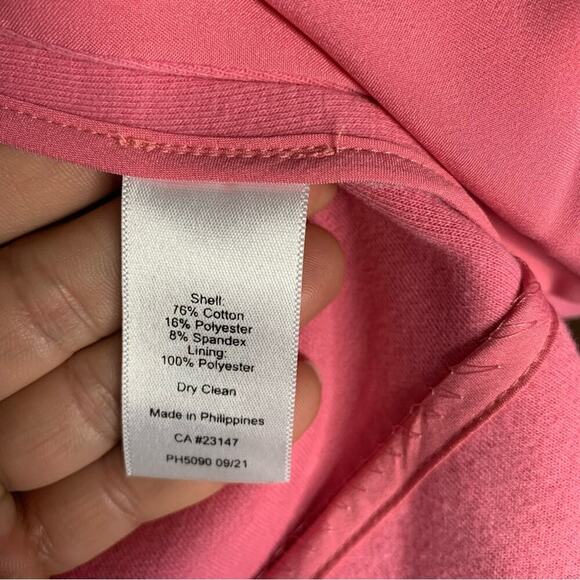 Shell:
76% Cotton
16% Polyester
8% Spandex
Lining:
100% Polyester
Dry Clean
Made in Philippines
CA #23147
PH5090 09/21